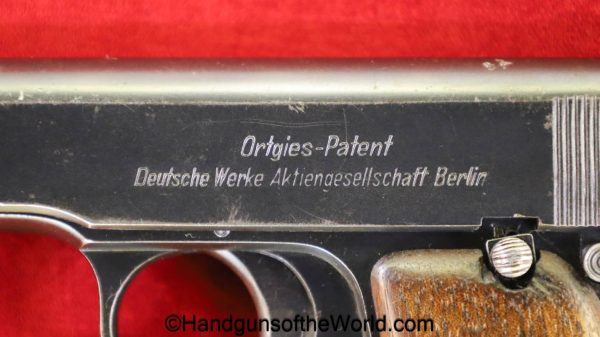 Ortgies-Patent
Deutsche Werke Aktiengesellschaft Berlin
©HandgunsoftheWorld.com